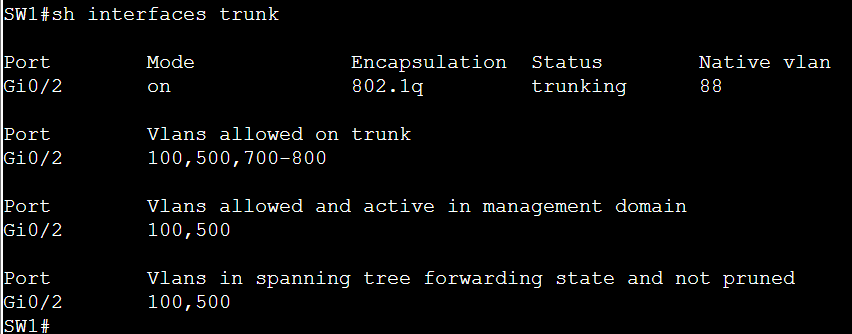 SW1#sh interfaces trunk
Port Mode Encapsulation Status Native vlan
Gi0/2 on 802.1q trunking 88
Port Vlans allowed on trunk
Gi0/2 100,500,700-800
Port Vlans allowed and active in management domain
Gi0/2 100,500
Port Vlans in spanning tree forwarding state and not pruned
Gi0/2 100,500
SW1#